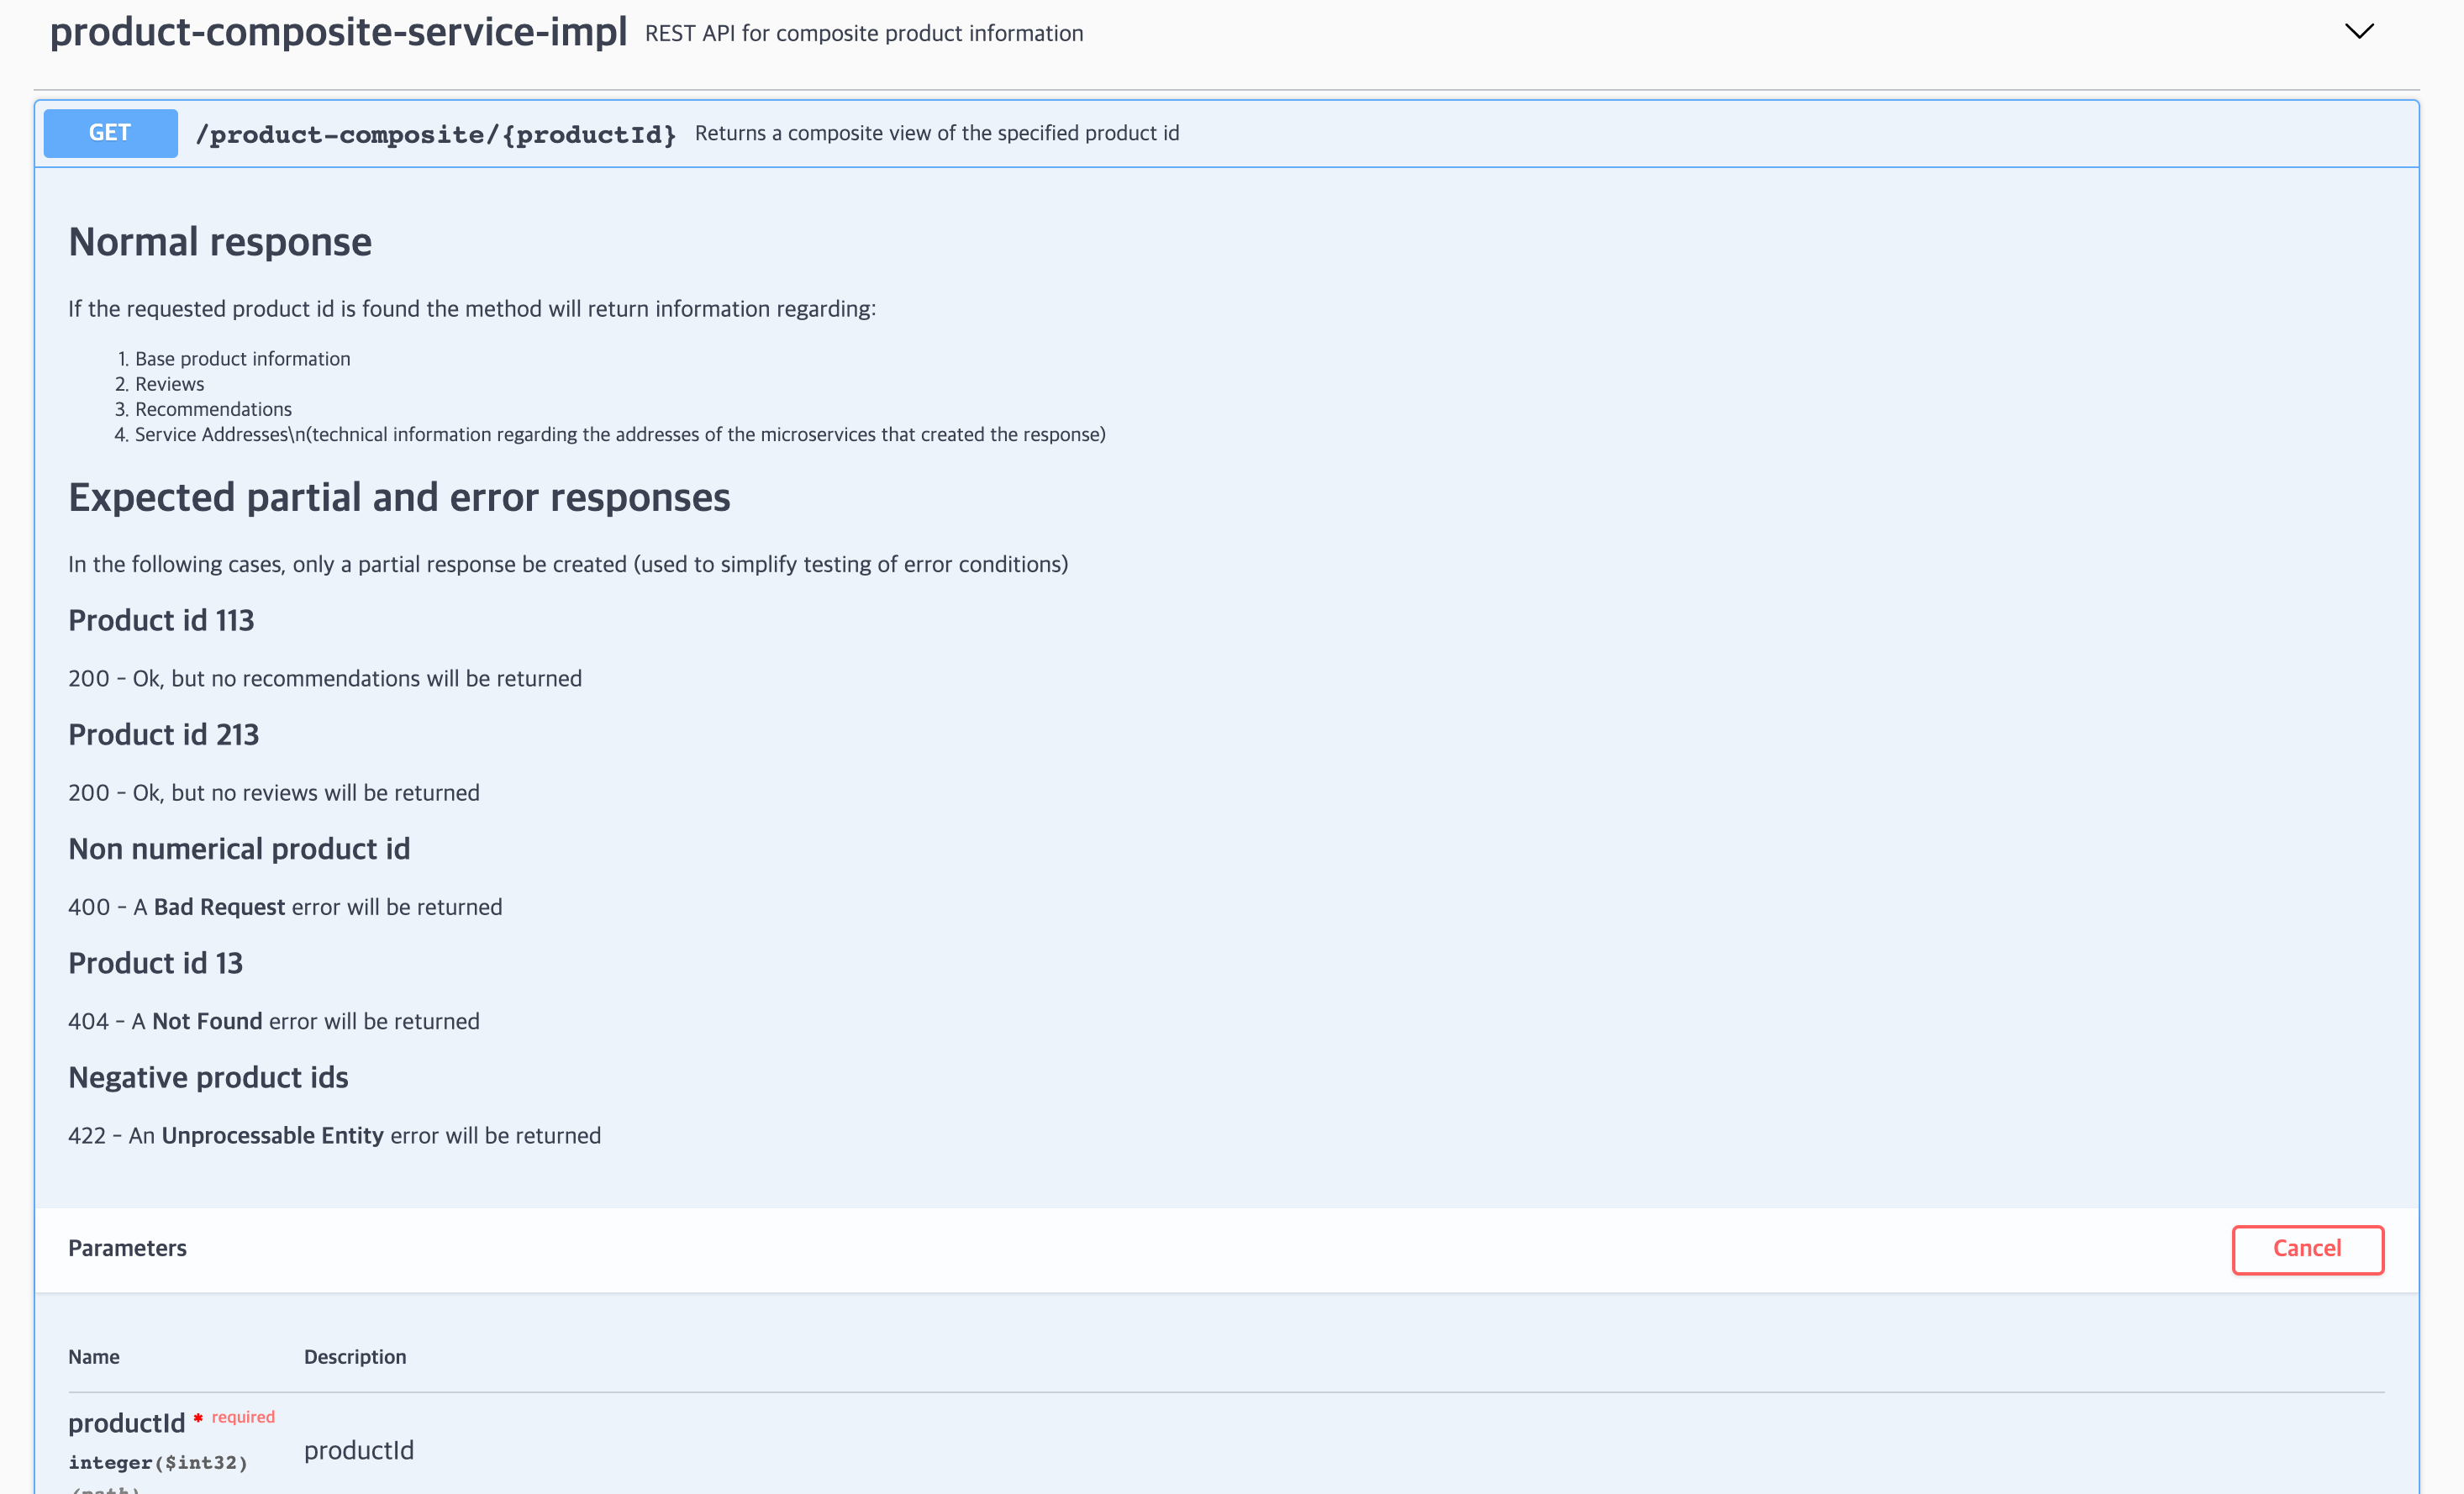 product-composite-service-impl REST API for composite product information
GET /product-composite/{productId} Returns a composite view of the specified product id
Normal response
If the requested product id is found the method will return information regarding:
1. Base product information
2. Reviews
3. Recommendations
4. Service Addresses\n(technical information regarding the addresses of the microservices that created the response)
Expected partial and error responses
In the following cases, only a partial response be created (used to simplify testing of error conditions)
Product id 113
200 - Ok, but no recommendations will be returned
Product id 213
200 - Ok, but no reviews will be returned
Non numerical product id
400 - A Bad Request error will be returned
Product id 13
404 - A Not Found error will be returned
Negative product ids
422 - An Unprocessable Entity error will be returned
Parameters Cancel
Name Description
productId * required
integer($int32) productId
(path)